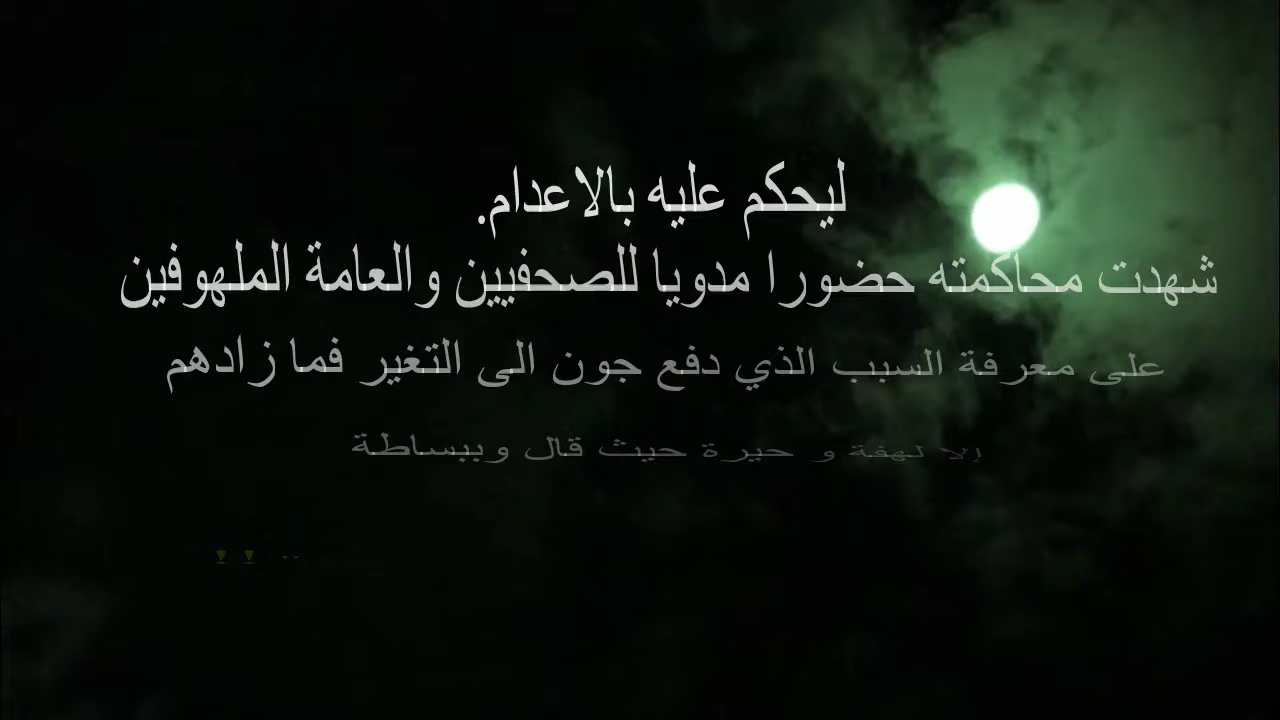 ليحكم عليه بالاعدام.
شهدت محاكمته حضورا مدويا للصحفيين والعامة الملهوفين
على معرفة السبب الذي دفع جون الى التغير فما زادهم
إلا لهفة و حيرة حيث قال وببساطة